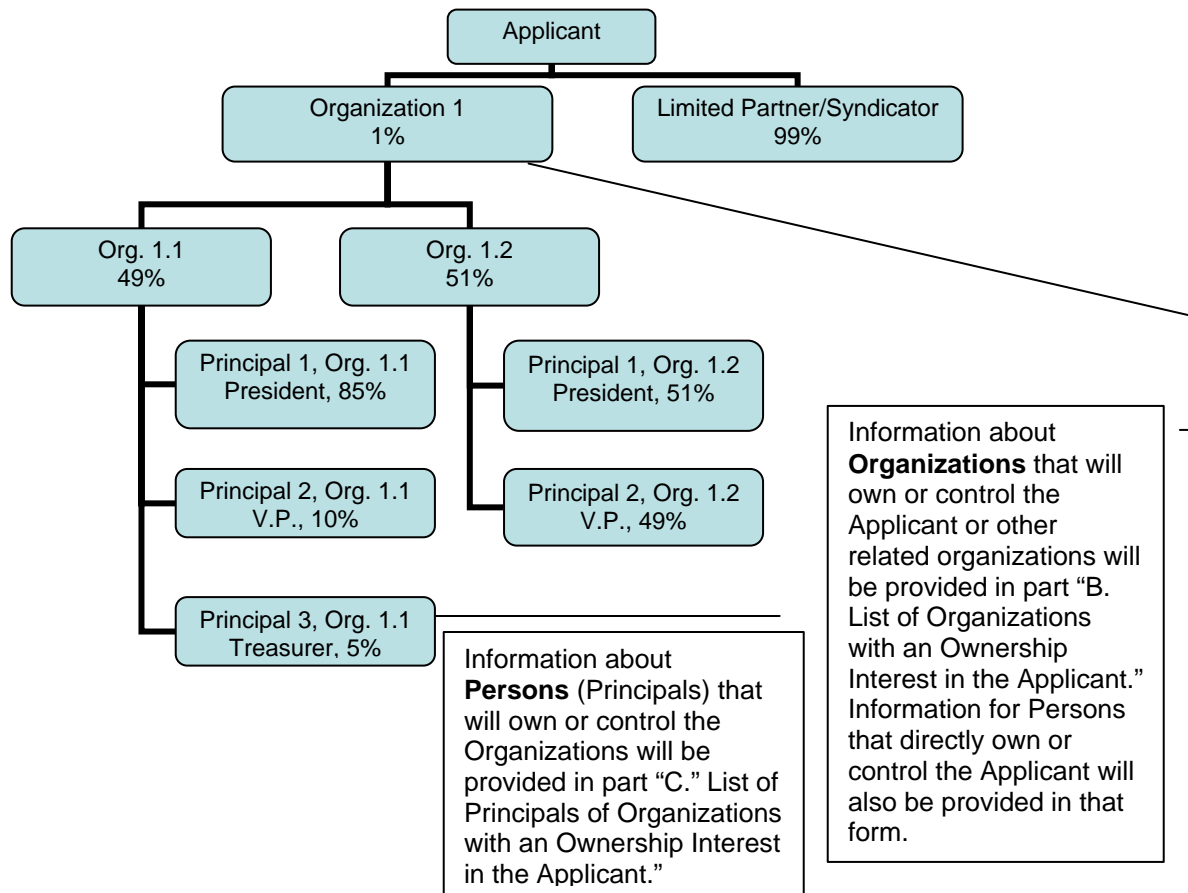 Applicant
Organization 1
1%
Limited Partner/Syndicator
99%
Org. 1.1
49%
Org. 1.2
51%
Principal 1, Org. 1.1
President, 85%
Principal 1, Org. 1.2
President, 51%
Principal 2, Org. 1.1
V.P., 10%
Principal 2, Org. 1.2
V.P., 49%
Principal 3, Org. 1.1
Treasurer, 5%
Information about
Persons (Principals) that
will own or control the
Organizations will be
provided in part “C.” List of
Principals of Organizations
with an Ownership Interest
in the Applicant.”
Information about
Organizations that will
own or control the
Applicant or other
related organizations will
be provided in part “B.
List of Organizations
with an Ownership
Interest in the Applicant.”
Information for Persons
that directly own or
control the Applicant will
also be provided in that
form.